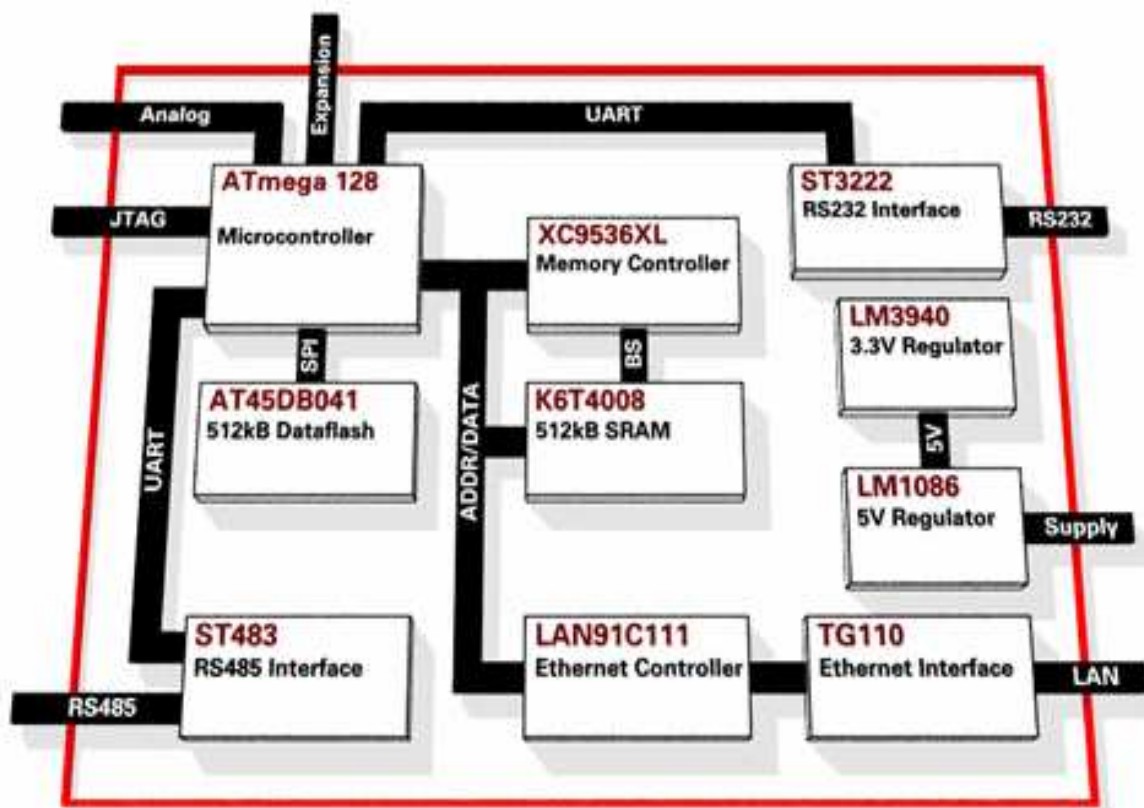 Expansion
Analog
UART
ATmega 128
Microcontroller
ST3222
RS232 Interface
JTAG
RS232
XC9536XL
Memory Controller
LM3940
3.3V Regulator
SPI
BS
AT45DB041
512kB Dataflash
K6T4008
512kB SRAM
UART
ADDR/DATA
5V
LM1086
5V Regulator
Supply
ST483
RS485 Interface
LAN91C111
Ethernet Controller
TG110
Ethernet Interface
LAN
RS485